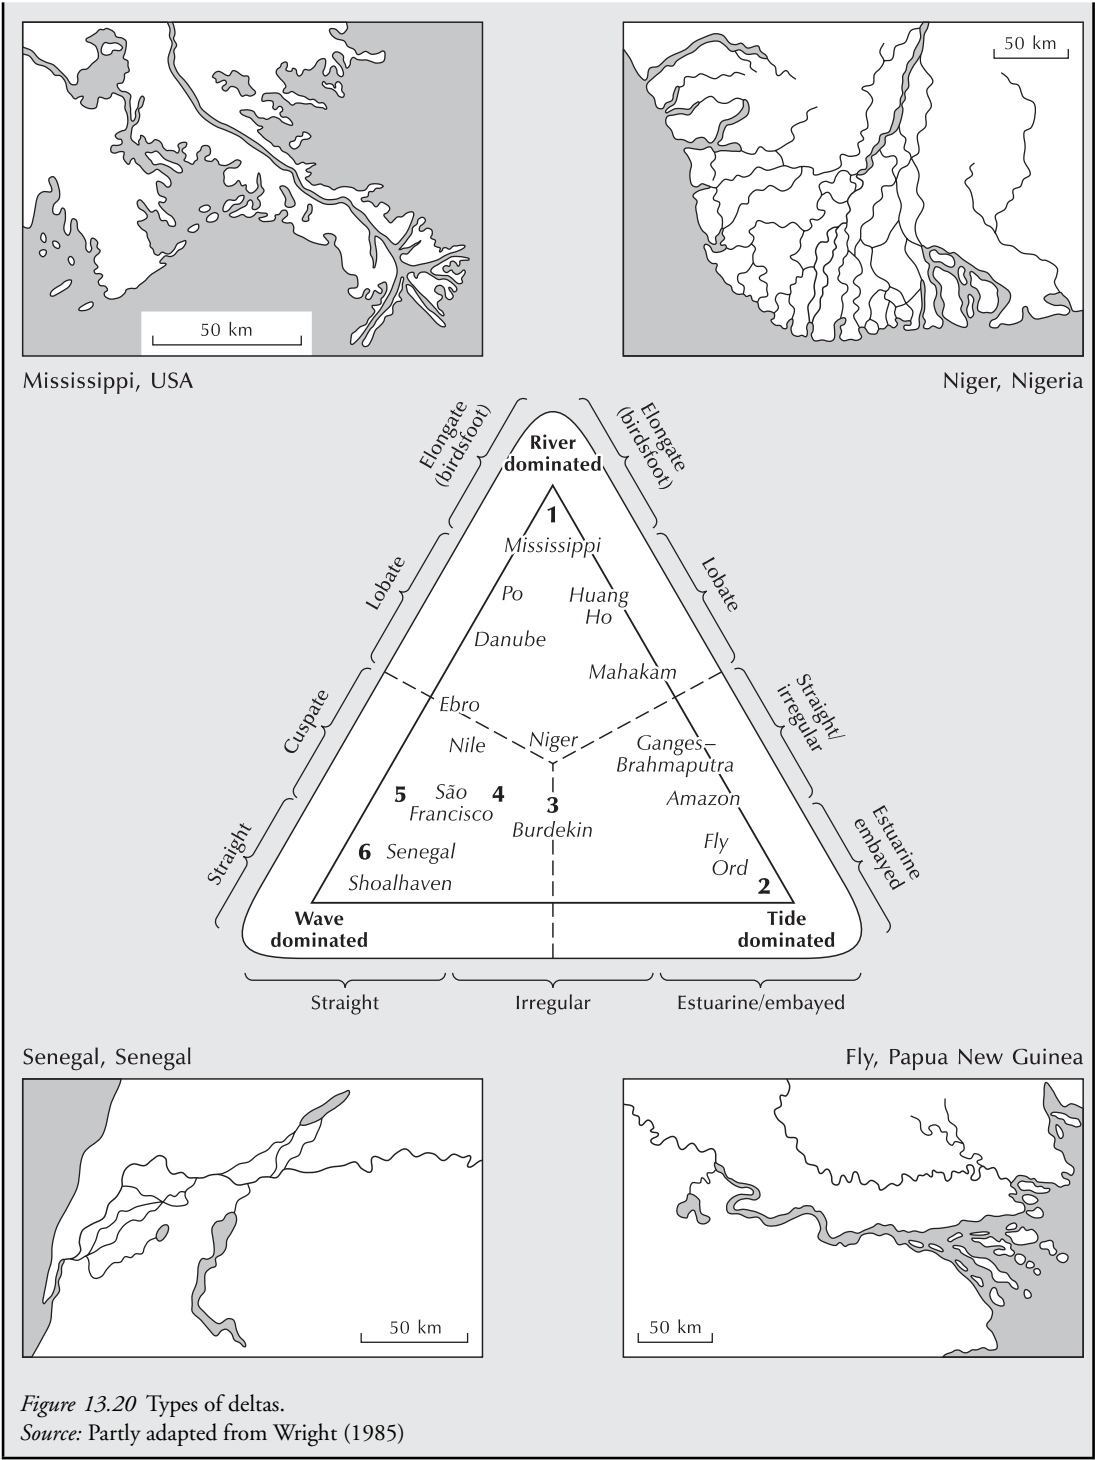 50 km
Mississippi, USA
50 km
Niger, Nigeria
Elongate
(birdsfoot)
Elongate
(birdsfoot)
River
dominated
1
Mississippi
Lobate
Lobate
Po
Huang
Ho
Danube
Mahakam
Cuspate
Straight/
irregular
Ebro
Nile
Niger
Ganges–
Brahmaputra
5
São
Francisco
4
3
Burdekin
Amazon
Straight
Estuarine
embayed
6
Senegal
Shoalhaven
Fly
Ord
2
Wave
dominated
Tide
dominated
Straight
Irregular
Estuarine/embayed
Senegal, Senegal
50 km
Fly, Papua New Guinea
50 km
Figure 13.20 Types of deltas.
Source: Partly adapted from Wright (1985)